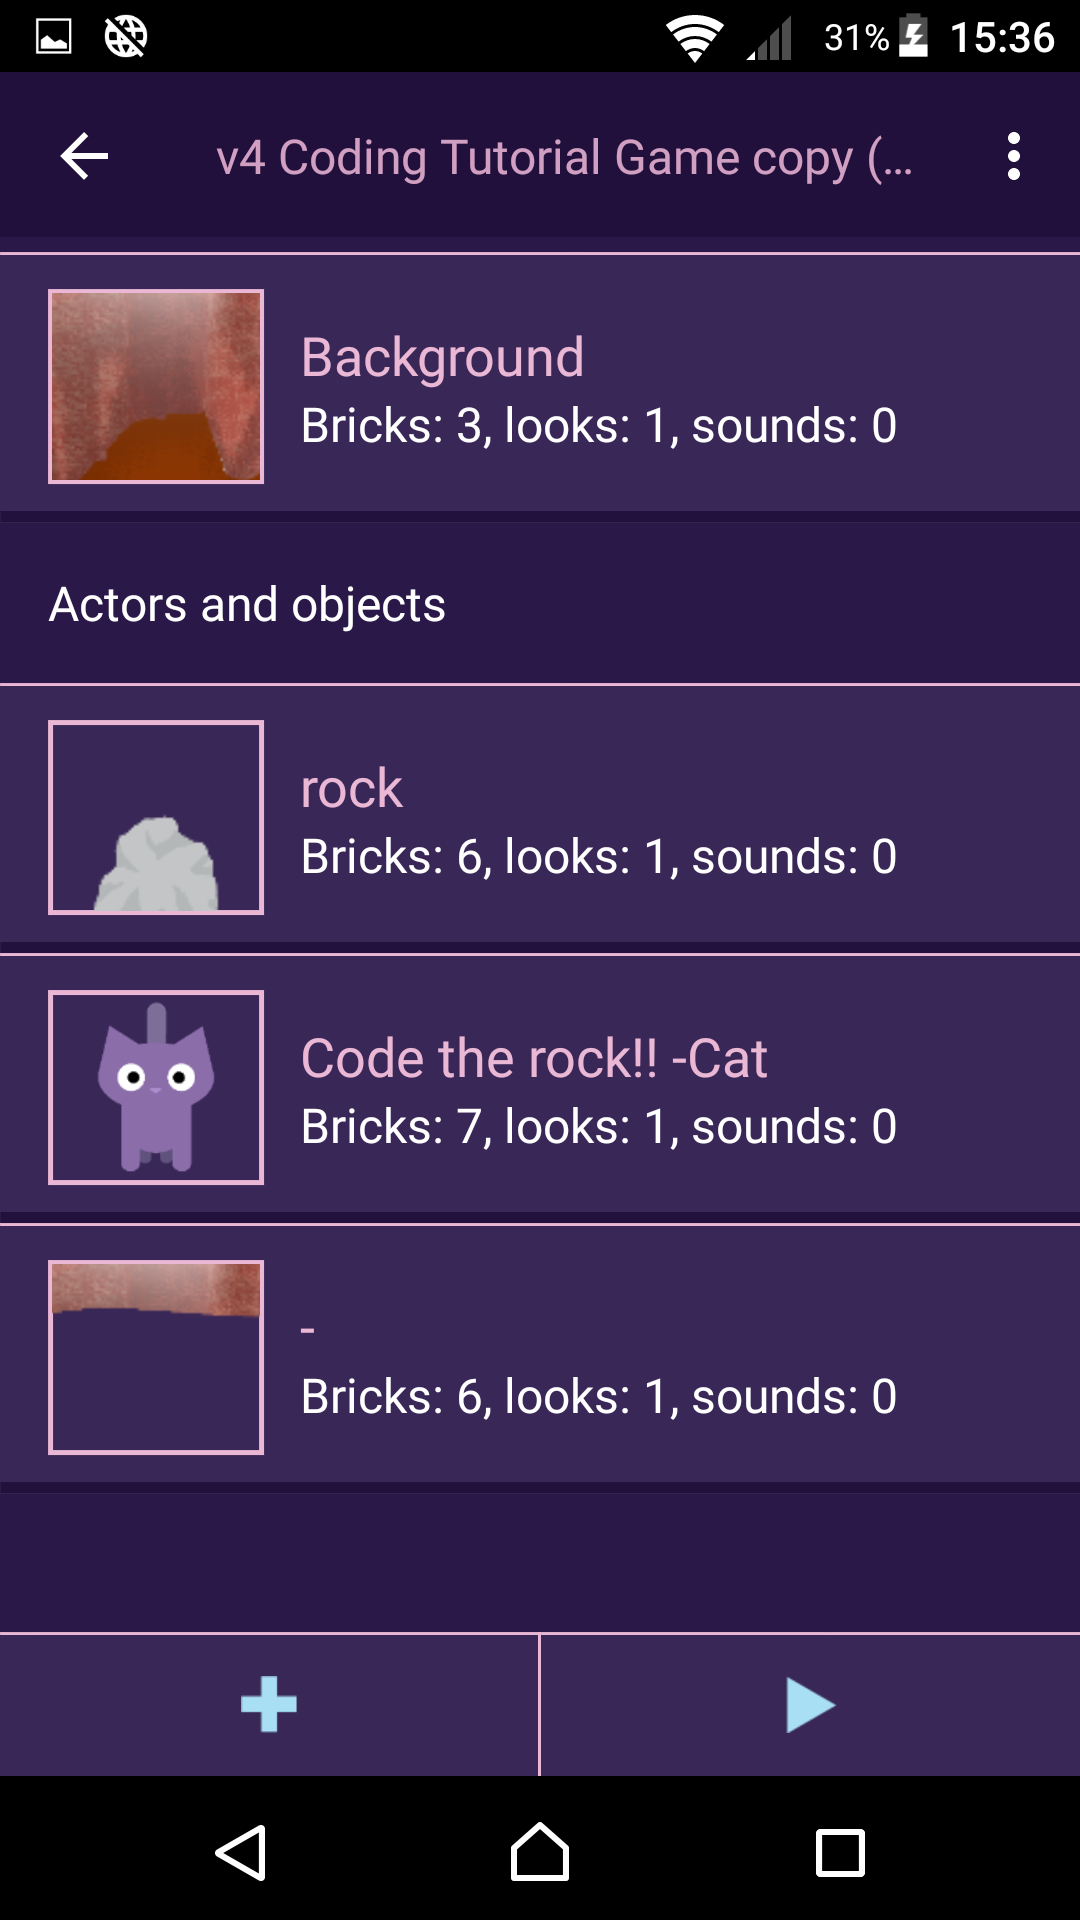 31% 15:36
v4 Coding Tutorial Game copy (...
Background
Bricks: 3, looks: 1, sounds: 0
Actors and objects
rock
Bricks: 6, looks: 1, sounds: 0
Code the rock!! -Cat
Bricks: 7, looks: 1, sounds: 0
-
Bricks: 6, looks: 1, sounds: 0